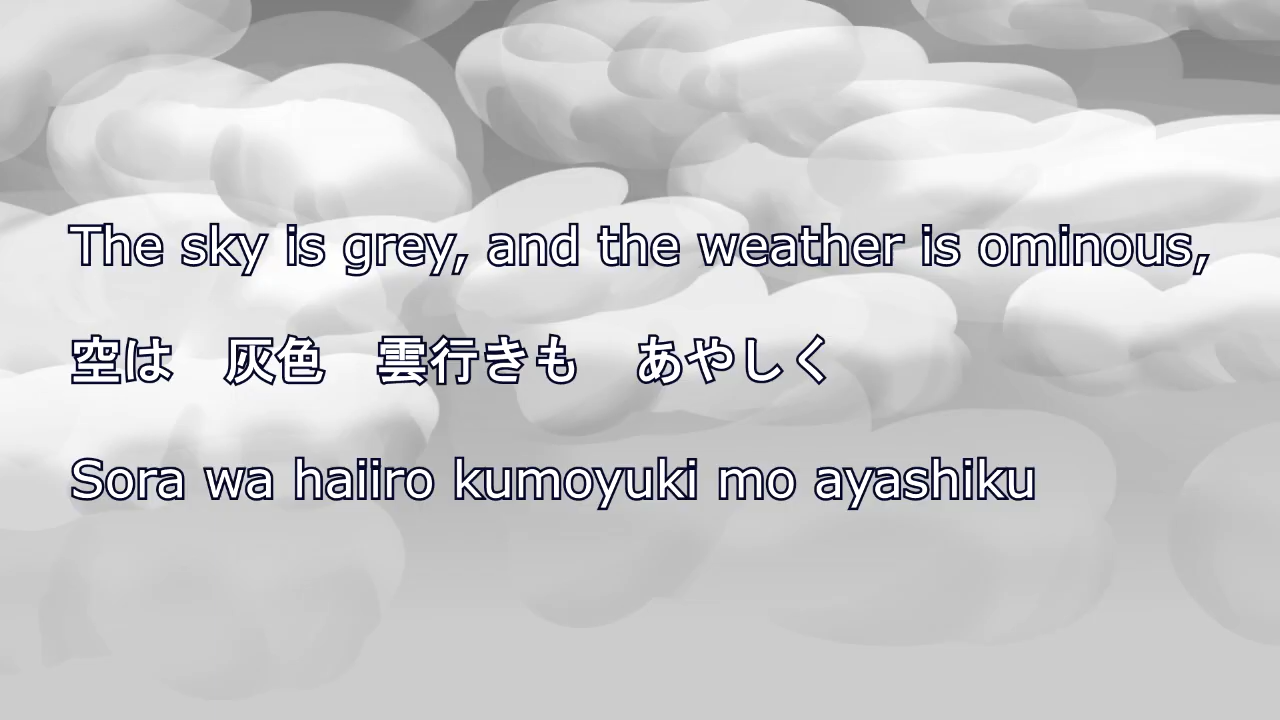 The sky is grey, and the weather is ominous,
空は　灰色　雲行きも　あやしく
Sora wa haiiro kumoyuki mo ayashiku